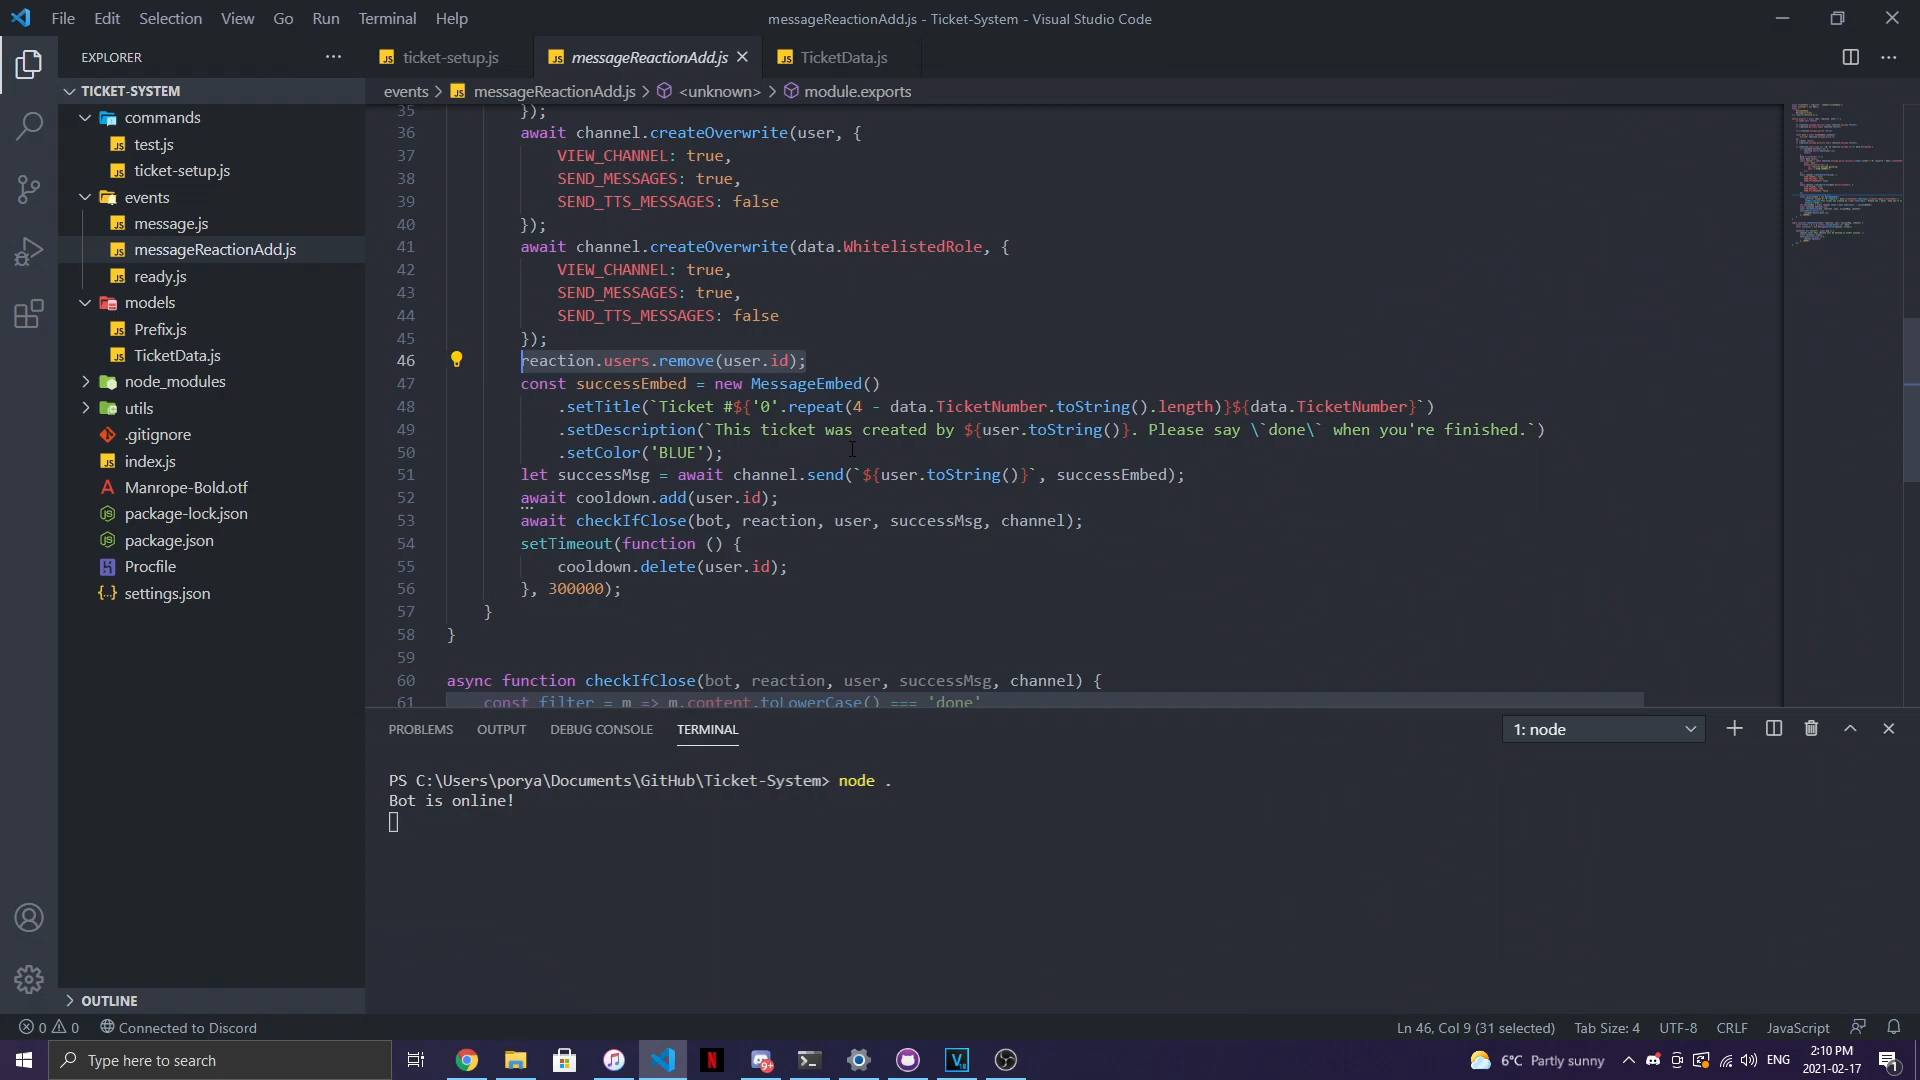 File Edit Selection View Go Run Terminal Help
messageReactionAdd.js - Ticket-System - Visual Studio Code
EXPLORER
ticket-setup.js
messageReactionAdd.js
TicketData.js
TICKET-SYSTEM
events > messageReactionAdd.js > <unknown> > module.exports
commands
test.js
ticket-setup.js
events
message.js
messageReactionAdd.js
ready.js
models
Prefix.js
TicketData.js
node_modules
utils
.gitignore
index.js
Manrope-Bold.otf
package-lock.json
package.json
Procfile
settings.json
OUTLINE
35 });
36 await channel.createOverwrite(user, {
37 VIEW_CHANNEL: true,
38 SEND_MESSAGES: true,
39 SEND_TTS_MESSAGES: false
40 });
41 await channel.createOverwrite(data.WhitelistedRole, {
42 VIEW_CHANNEL: true,
43 SEND_MESSAGES: true,
44 SEND_TTS_MESSAGES: false
45 });
46 reaction.users.remove(user.id);
47 const successEmbed = new MessageEmbed()
48 .setTitle(`Ticket #${'0'.repeat(4 - data.TicketNumber.toString().length)}${data.TicketNumber}`)
49 .setDescription(`This ticket was created by ${user.toString()}. Please say \`done\` when you're finished.`)
50 .setColor('BLUE');
51 let successMsg = await channel.send(`${user.toString()}`, successEmbed);
52 await cooldown.add(user.id);
53 await checkIfClose(bot, reaction, user, successMsg, channel);
54 setTimeout(function () {
55 cooldown.delete(user.id);
56 }, 300000);
57 }
58 }
59
60 async function checkIfClose(bot, reaction, user, successMsg, channel) {
61 const filter = m => m.content.toLowerCase() === 'done'
PROBLEMS OUTPUT DEBUG CONSOLE TERMINAL
1: node
PS C:\Users\porya\Documents\GitHub\Ticket-System> node .
Bot is online!
0 0 Connected to Discord
Ln 46, Col 9 (31 selected) Tab Size: 4 UTF-8 CRLF JavaScript
Type here to search
6°C Partly sunny
ENG
2:10 PM
2021-02-17